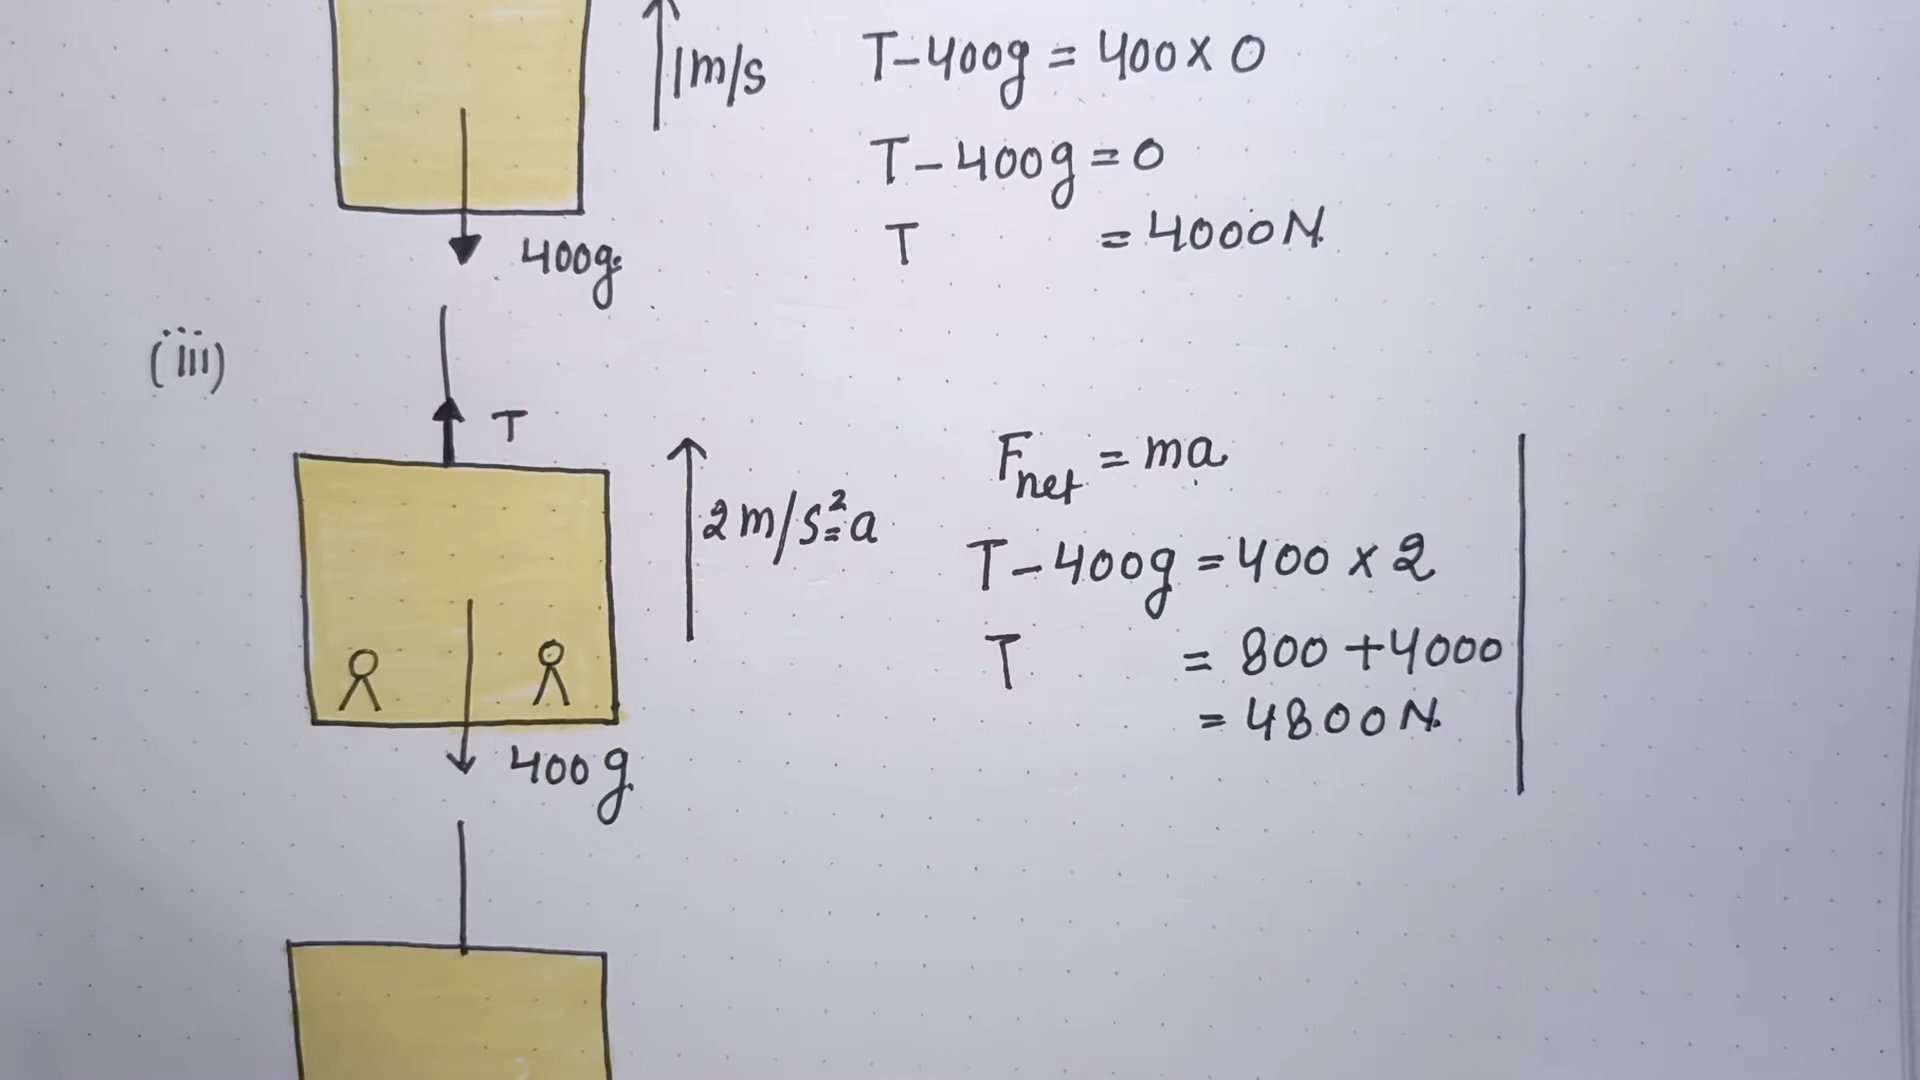 1m/s
T-400g = 400 x 0
T-400g = 0
T = 4000N
400g
(iii)
T
2m/s²=a
Fnet = ma
T-400g = 400 x 2
T = 800 + 4000
= 4800N
400g